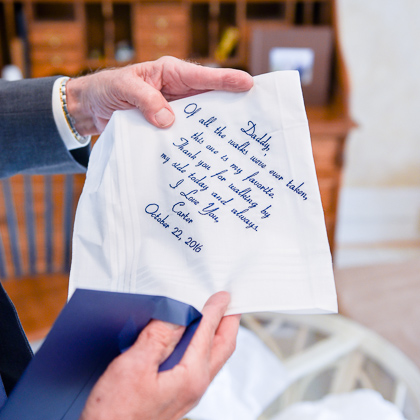 Daddy,
Of all the walks we've ever taken,
this one is my favorite.
Thank you for walking by
my side today and always.
I Love You,
Carter
October 22, 2016